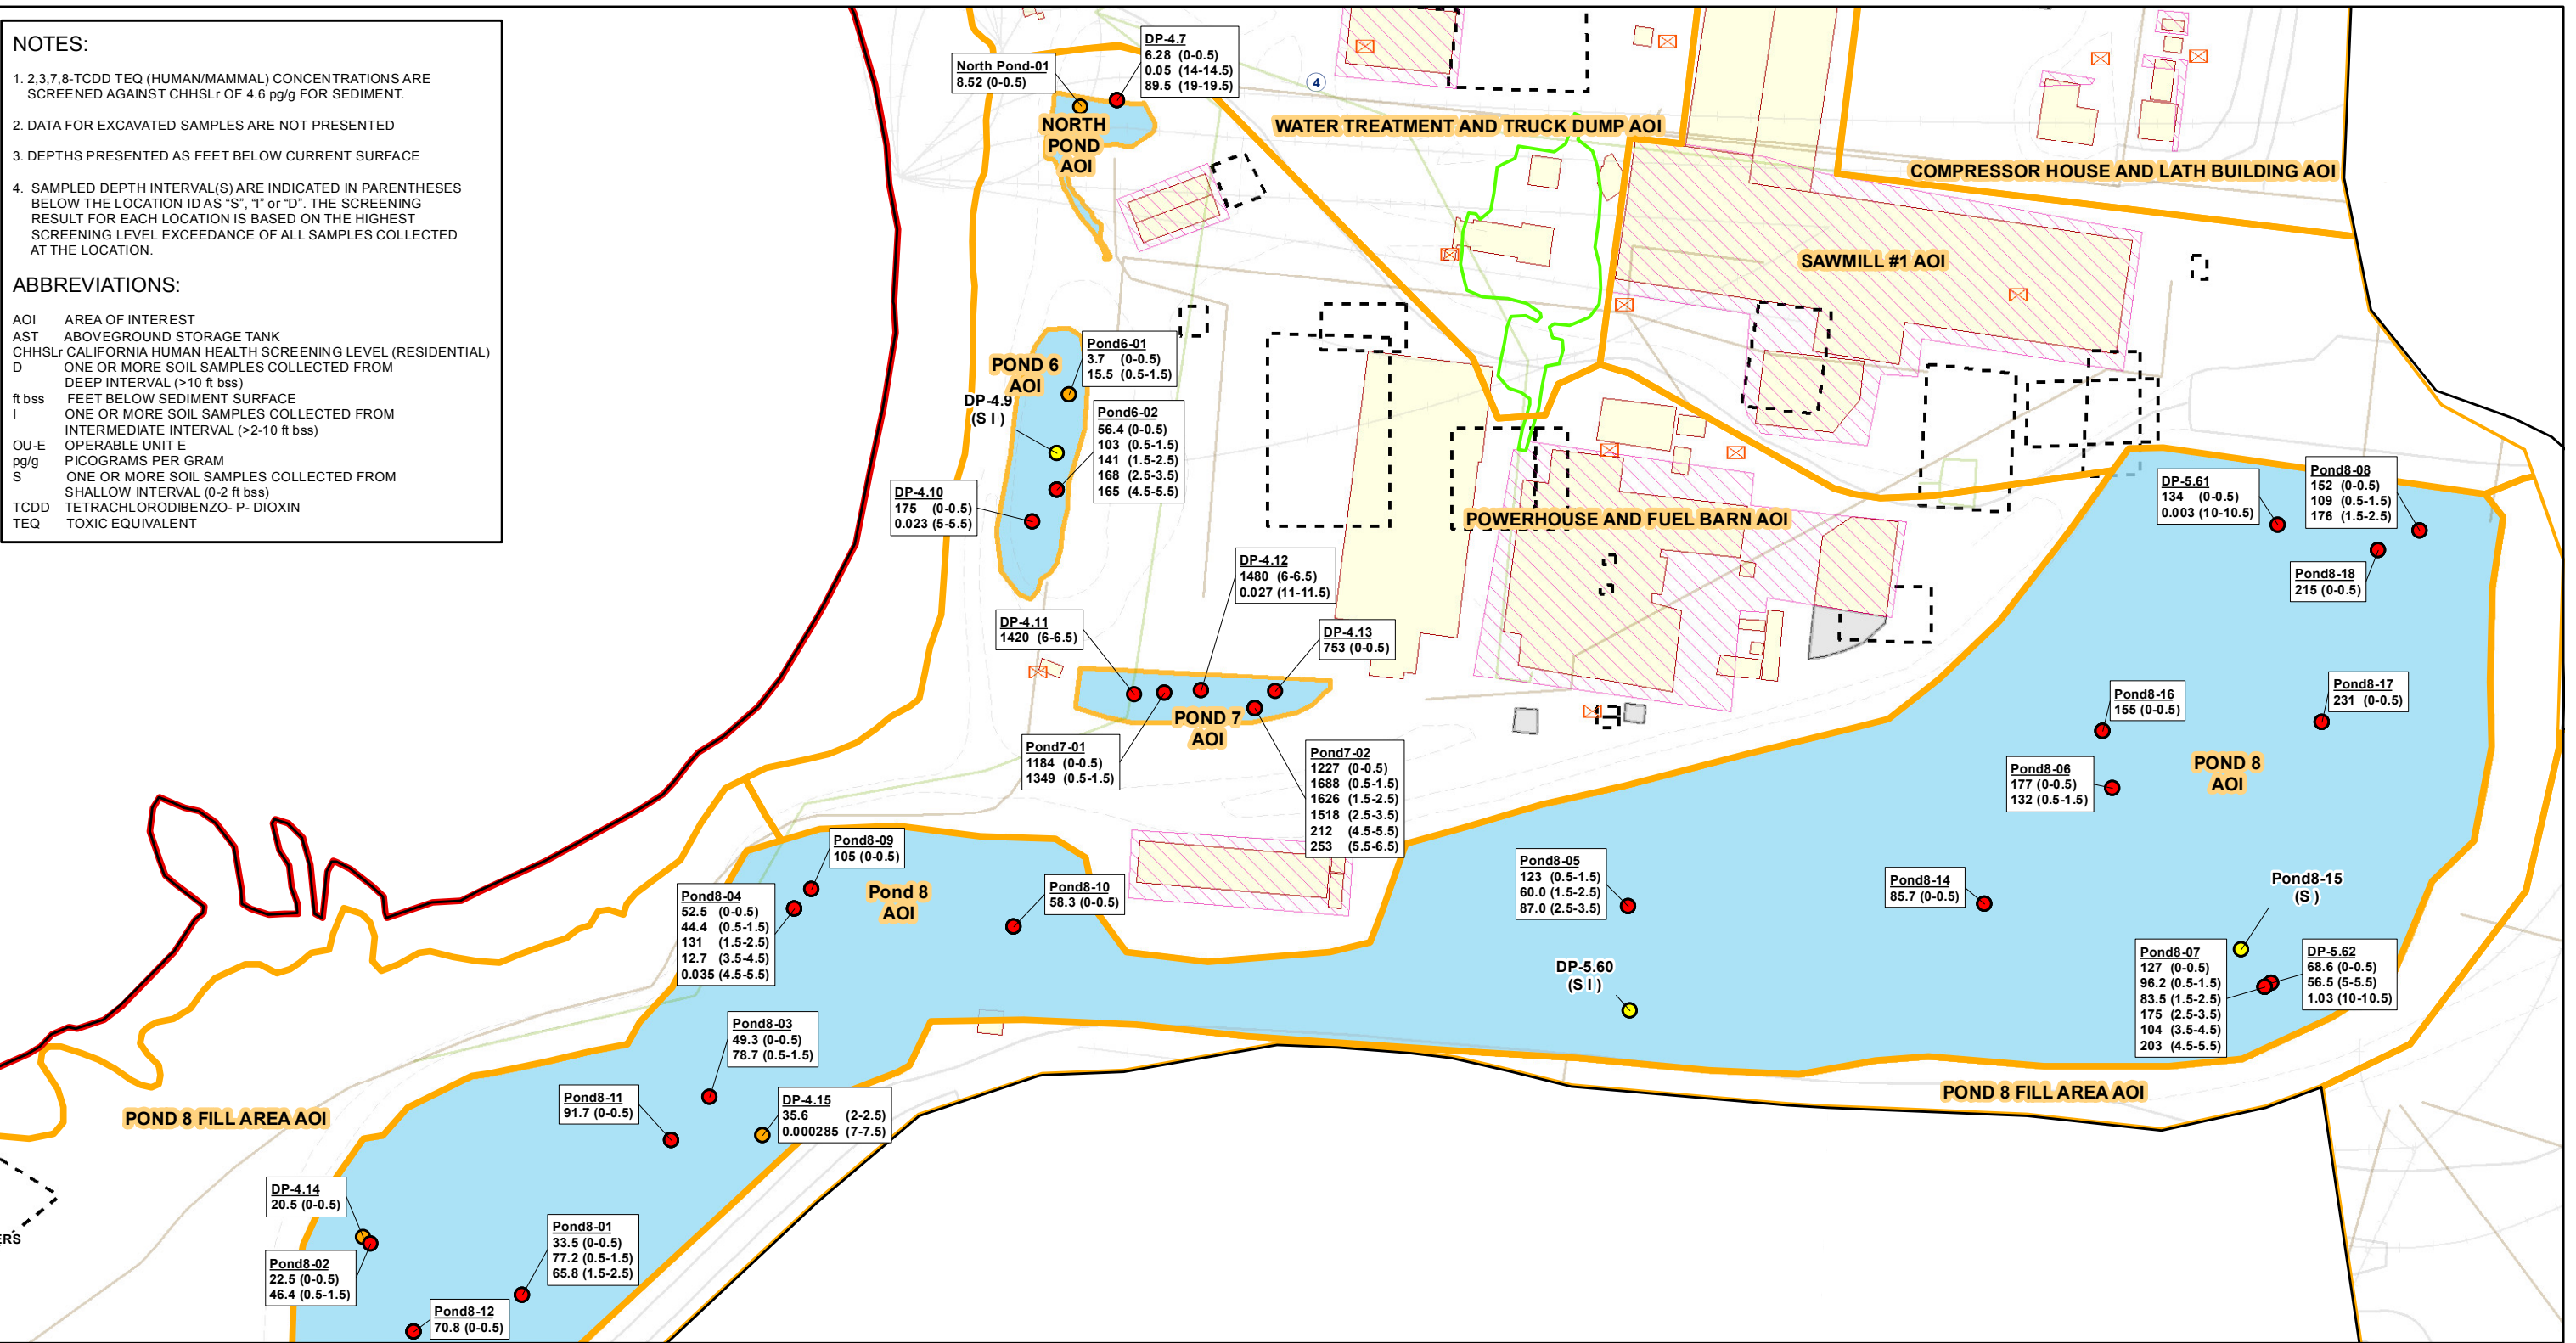 NOTES:
1. 2,3,7,8-TCDD TEQ (HUMAN/MAMMAL) CONCENTRATIONS ARE
SCREENED AGAINST CHHSLr OF 4.6 pg/g FOR SEDIMENT.
2. DATA FOR EXCAVATED SAMPLES ARE NOT PRESENTED
3. DEPTHS PRESENTED AS FEET BELOW CURRENT SURFACE
4. SAMPLED DEPTH INTERVAL(S) ARE INDICATED IN PARENTHESES
BELOW THE LOCATION ID AS “S”, “I” or “D”. THE SCREENING
RESULT FOR EACH LOCATION IS BASED ON THE HIGHEST
SCREENING LEVEL EXCEEDANCE OF ALL SAMPLES COLLECTED
AT THE LOCATION.
ABBREVIATIONS:
AOI AREA OF INTEREST
AST ABOVEGROUND STORAGE TANK
CHHSLr CALIFORNIA HUMAN HEALTH SCREENING LEVEL (RESIDENTIAL)
D ONE OR MORE SOIL SAMPLES COLLECTED FROM
DEEP INTERVAL (>10 ft bss)
ft bss FEET BELOW SEDIMENT SURFACE
I ONE OR MORE SOIL SAMPLES COLLECTED FROM
INTERMEDIATE INTERVAL (>2-10 ft bss)
OU-E OPERABLE UNIT E
pg/g PICOGRAMS PER GRAM
S ONE OR MORE SOIL SAMPLES COLLECTED FROM
SHALLOW INTERVAL (0-2 ft bss)
TCDD TETRACHLORODIBENZO- P- DIOXIN
TEQ TOXIC EQUIVALENT
North Pond-01
8.52 (0-0.5)
DP-4.7
6.28 (0-0.5)
0.05 (14-14.5)
89.5 (19-19.5)
4
NORTH
POND
AOI
WATER TREATMENT AND TRUCK DUMP AOI
COMPRESSOR HOUSE AND LATH BUILDING AOI
SAWMILL #1 AOI
POND 6
AOI
Pond6-01
3.7 (0-0.5)
15.5 (0.5-1.5)
DP-4.9
(S I )
Pond6-02
56.4 (0-0.5)
103 (0.5-1.5)
141 (1.5-2.5)
168 (2.5-3.5)
165 (4.5-5.5)
DP-4.10
175 (0-0.5)
0.023 (5-5.5)
POWERHOUSE AND FUEL BARN AOI
DP-5.61
134 (0-0.5)
0.003 (10-10.5)
Pond8-08
152 (0-0.5)
109 (0.5-1.5)
176 (1.5-2.5)
Pond8-18
215 (0-0.5)
DP-4.12
1480 (6-6.5)
0.027 (11-11.5)
DP-4.11
1420 (6-6.5)
DP-4.13
753 (0-0.5)
POND 7
AOI
Pond7-01
1184 (0-0.5)
1349 (0.5-1.5)
Pond7-02
1227 (0-0.5)
1688 (0.5-1.5)
1626 (1.5-2.5)
1518 (2.5-3.5)
212 (4.5-5.5)
253 (5.5-6.5)
Pond8-16
155 (0-0.5)
Pond8-17
231 (0-0.5)
Pond8-06
177 (0-0.5)
132 (0.5-1.5)
POND 8
AOI
Pond8-09
105 (0-0.5)
Pond8-04
52.5 (0-0.5)
44.4 (0.5-1.5)
131 (1.5-2.5)
12.7 (3.5-4.5)
0.035 (4.5-5.5)
Pond 8
AOI
Pond8-10
58.3 (0-0.5)
Pond8-05
123 (0.5-1.5)
60.0 (1.5-2.5)
87.0 (2.5-3.5)
Pond8-14
85.7 (0-0.5)
Pond8-15
(S )
DP-5.60
(S I )
Pond8-07
127 (0-0.5)
96.2 (0.5-1.5)
83.5 (1.5-2.5)
175 (2.5-3.5)
104 (3.5-4.5)
203 (4.5-5.5)
DP-5.62
68.6 (0-0.5)
56.5 (5-5.5)
1.03 (10-10.5)
Pond8-03
49.3 (0-0.5)
78.7 (0.5-1.5)
Pond8-11
91.7 (0-0.5)
DP-4.15
35.6 (2-2.5)
0.000285 (7-7.5)
POND 8 FILL AREA AOI
POND 8 FILL AREA AOI
DP-4.14
20.5 (0-0.5)
ERS
Pond8-02
22.5 (0-0.5)
46.4 (0.5-1.5)
Pond8-01
33.5 (0-0.5)
77.2 (0.5-1.5)
65.8 (1.5-2.5)
Pond8-12
70.8 (0-0.5)